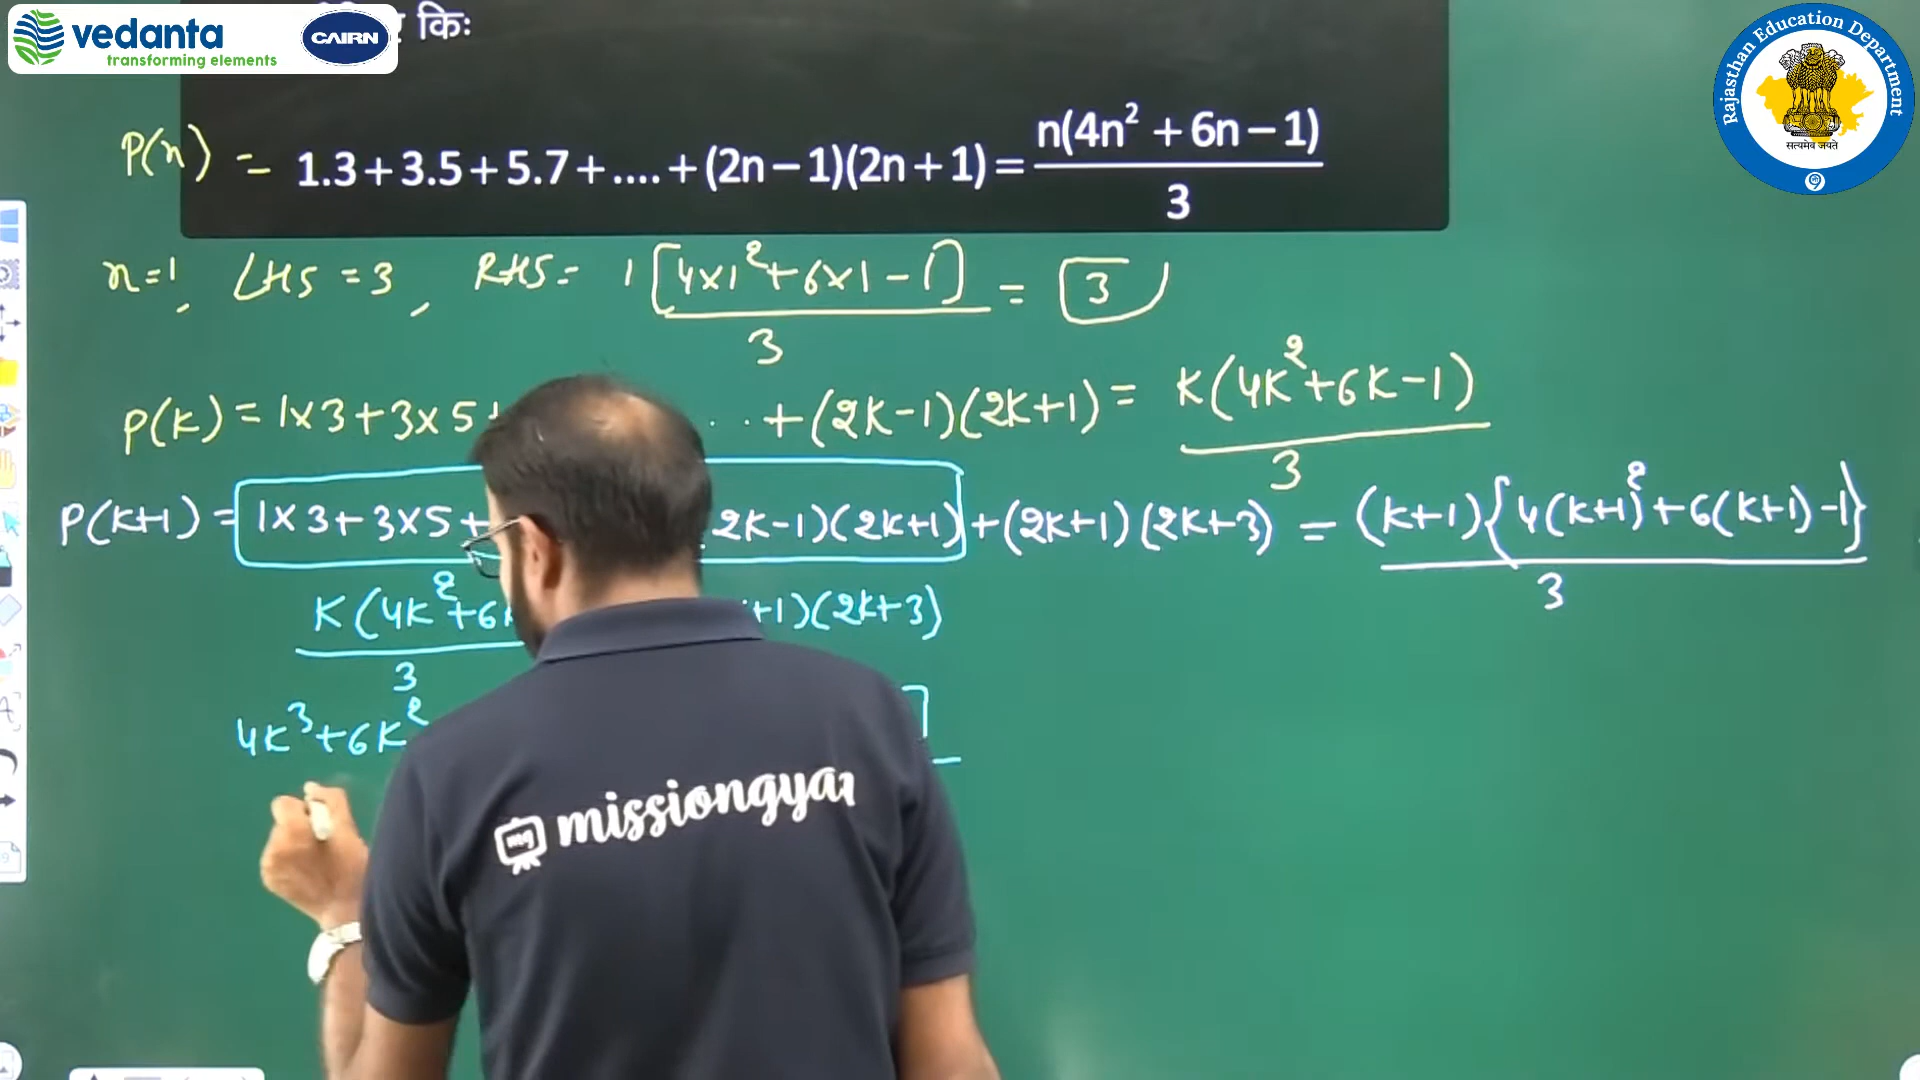 vedanta
transforming elements
CAIRN
कि:
Rajasthan Education Department
सत्यमेव जयते
P(n) = 1.3+3.5+5.7+....+(2n−1)(2n+1)= n(4n² +6n−1) / 3
n=1, LHS =3, RHS= 1[4×1²+6×1−1] / 3 = 3
P(K)=1×3+3×5+ ..+(2K−1)(2K+1)= K(4K²+6K−1) / 3
P(K+1)= 1×3+3×5+ 2K−1)(2K+1)+(2K+1)(2K+3) = (K+1){4(K+1)²+6(K+1)−1} / 3
K(4K²+6 / 3 +1)(2K+3)
4K³+6K² ]
mg missiongya